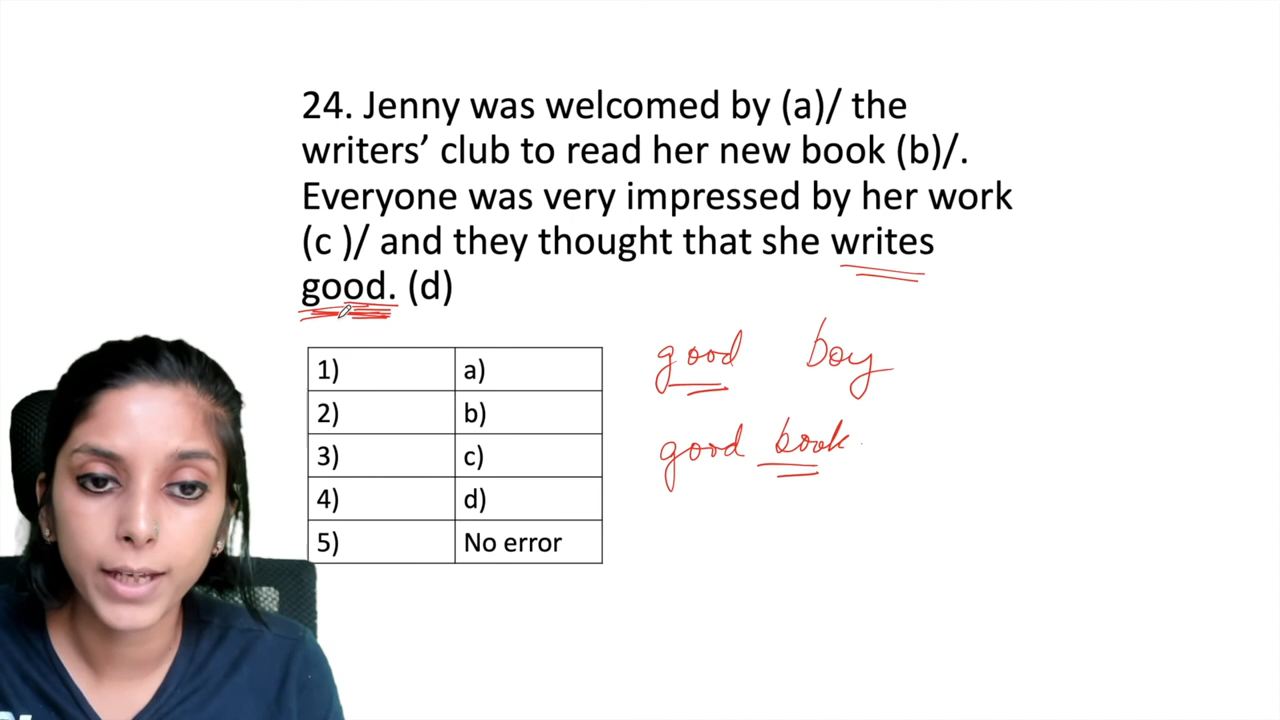 24. Jenny was welcomed by (a)/ the
writers’ club to read her new book (b)/.
Everyone was very impressed by her work
(c )/ and they thought that she writes
good. (d)
1) a)
2) b)
3) c)
4) d)
5) No error
good boy
good book.